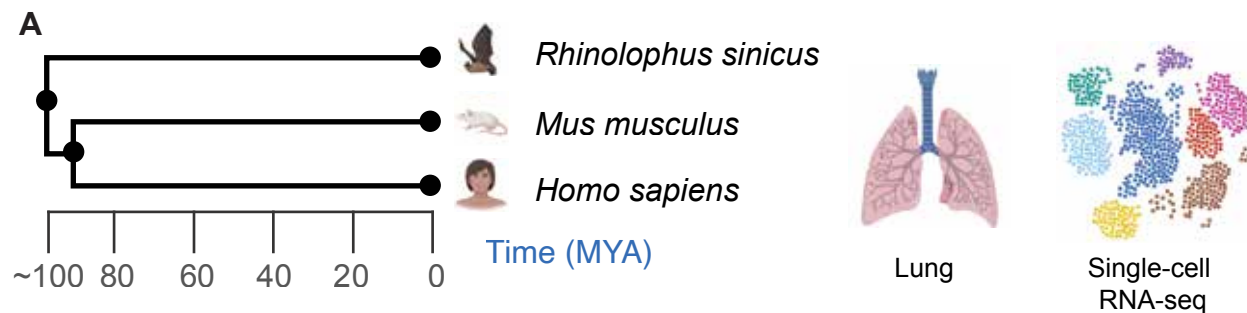 A
Rhinolophus sinicus
Mus musculus
Homo sapiens
~100 80 60 40 20 0
Time (MYA)
Lung
Single-cell
RNA-seq